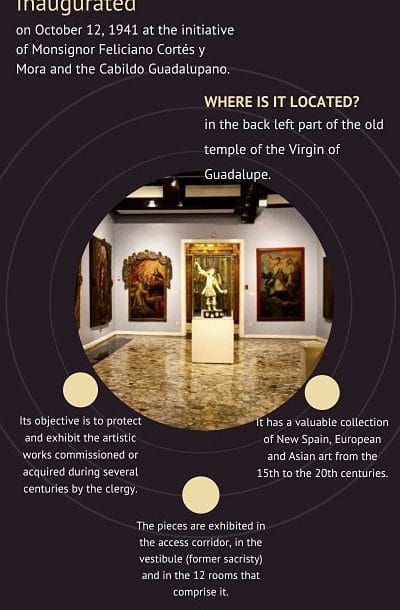 Inaugurated
on October 12, 1941 at the initiative
of Monsignor Feliciano Cortés y
Mora and the Cabildo Guadalupano.
WHERE IS IT LOCATED?
in the back left part of the old
temple of the Virgin of
Guadalupe.
Its objective is to protect
and exhibit the artistic
works commissioned or
acquired during several
centuries by the clergy.
It has a valuable collection
of New Spain, European
and Asian art from the
15th to the 20th centuries.
The pieces are exhibited in
the access corridor, in the
vestibule (former sacristy)
and in the 12 rooms that
comprise it.